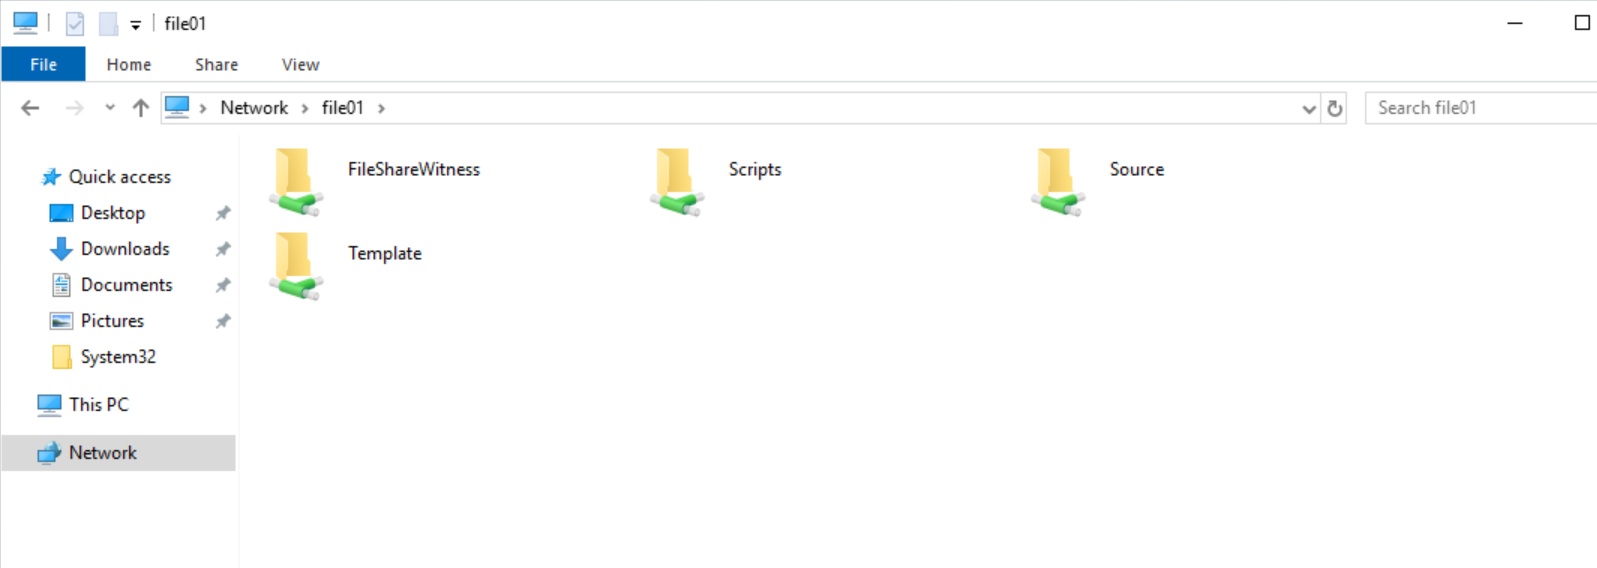 file01
File Home Share View
Network file01 Search file01
Quick access
Desktop
Downloads
Documents
Pictures
System32
This PC
Network
FileShareWitness Scripts Source
Template